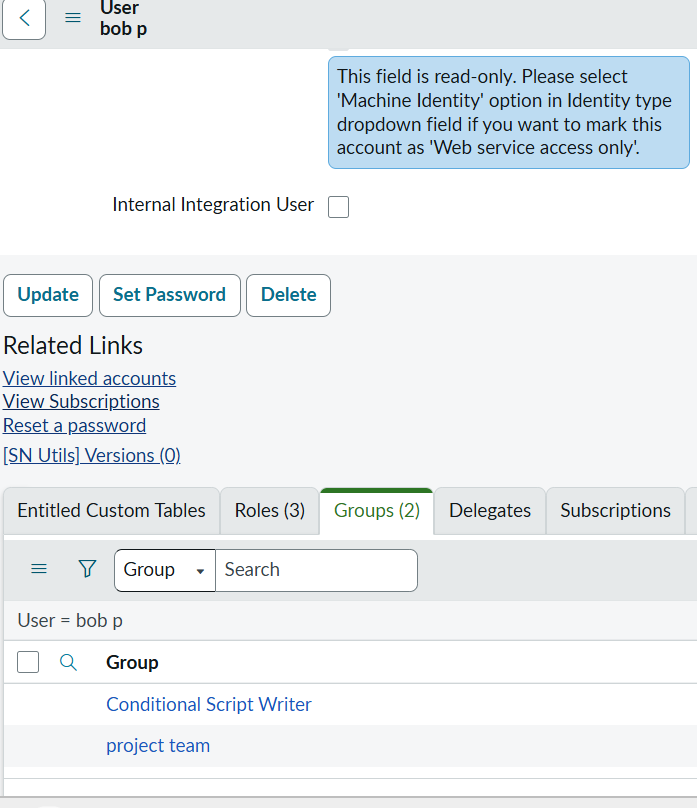 User
bob p
This field is read-only. Please select
'Machine Identity' option in Identity type
dropdown field if you want to mark this
account as 'Web service access only'.
Internal Integration User
Update Set Password Delete
Related Links
View linked accounts
View Subscriptions
Reset a password
[SN Utils] Versions (0)
Entitled Custom Tables Roles (3) Groups (2) Delegates Subscriptions
Group Search
User = bob p
Group
Conditional Script Writer
project team